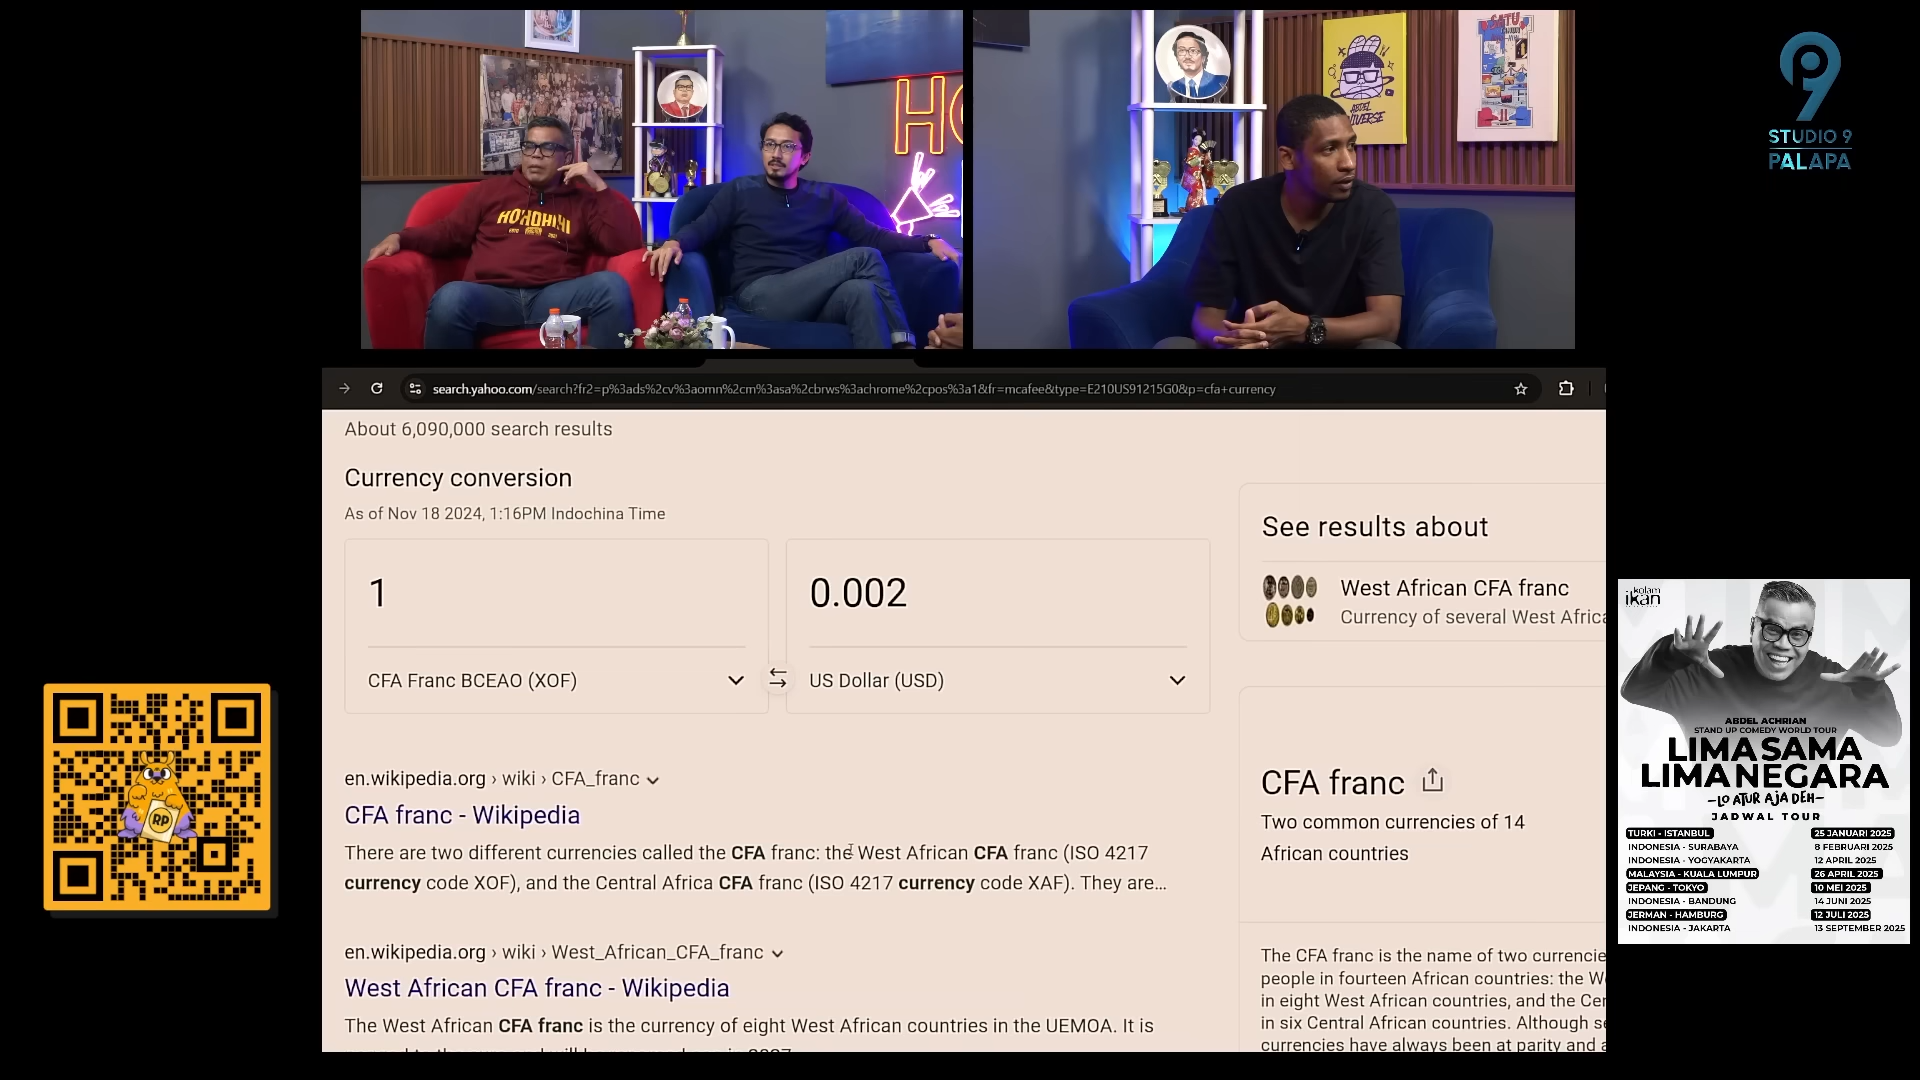 HOHOHIHI
HO
ABDEL
UNIVERSE
SATU
STUDIO 9
PALAPA
search.yahoo.com/search?fr2=p%3ads%2cv%3aomn%2cm%3asa%2cbrws%3achrome%2cpos%3a1&fr=mcafee&type=E210US91215G0&p=cfa+currency
About 6,090,000 search results
Currency conversion
As of Nov 18 2024, 1:16PM Indochina Time
1
0.002
CFA Franc BCEAO (XOF)
US Dollar (USD)
en.wikipedia.org › wiki › CFA_franc
CFA franc - Wikipedia
There are two different currencies called the CFA franc: the West African CFA franc (ISO 4217
currency code XOF), and the Central Africa CFA franc (ISO 4217 currency code XAF). They are...
en.wikipedia.org › wiki › West_African_CFA_franc
West African CFA franc - Wikipedia
The West African CFA franc is the currency of eight West African countries in the UEMOA. It is
See results about
West African CFA franc
Currency of several West Africa
CFA franc
Two common currencies of 14
African countries
The CFA franc is the name of two currencie
people in fourteen African countries: the We
in eight West African countries, and the Cen
in six Central African countries. Although se
currencies have always been at parity and a
RP
kolam
ikan
ABDEL ACHRIAN
STAND UP COMEDY WORLD TOUR
LIMA SAMA
LIMA NEGARA
-LO ATUR AJA DEH-
JADWAL TOUR
TURKI - ISTANBUL 25 JANUARI 2025
INDONESIA - SURABAYA 8 FEBRUARI 2025
INDONESIA - YOGYAKARTA 12 APRIL 2025
MALAYSIA - KUALA LUMPUR 26 APRIL 2025
JEPANG - TOKYO 10 MEI 2025
INDONESIA - BANDUNG 14 JUNI 2025
JERMAN - HAMBURG 12 JULI 2025
INDONESIA - JAKARTA 13 SEPTEMBER 2025